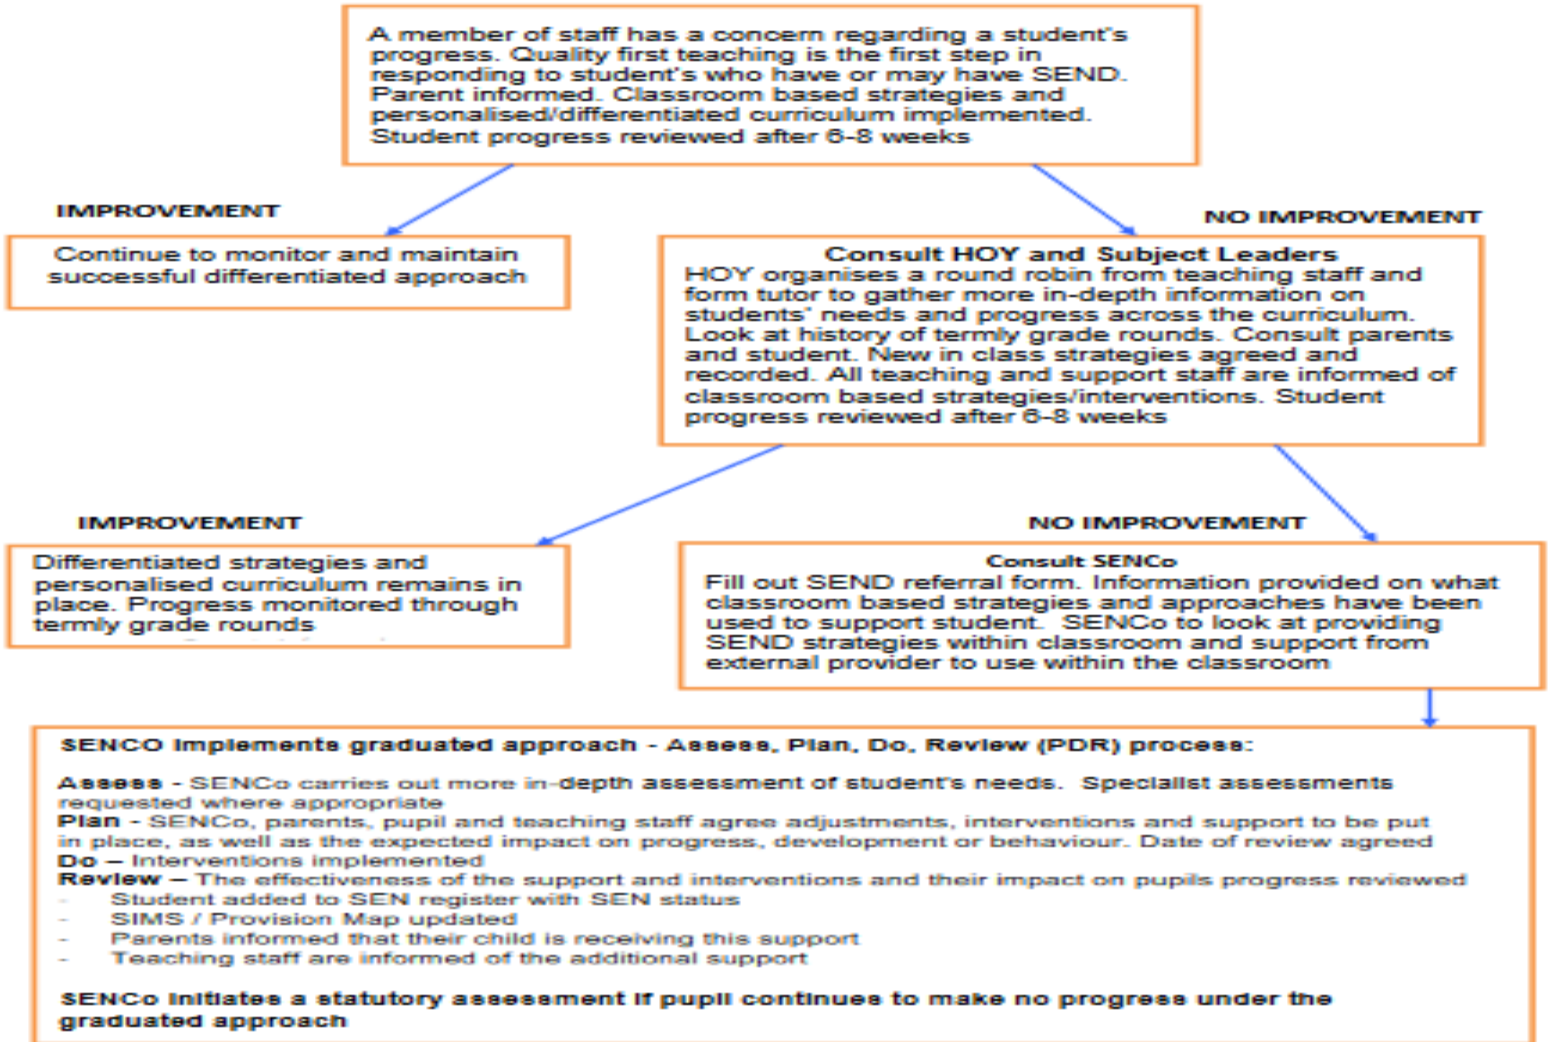 A member of staff has a concern regarding a student's
progress. Quality first teaching is the first step in
responding to student's who have or may have SEND.
Parent informed. Classroom based strategies and
personalised/differentiated curriculum implemented.
Student progress reviewed after 6-8 weeks
IMPROVEMENT
NO IMPROVEMENT
Continue to monitor and maintain
successful differentiated approach
Consult HOY and Subject Leaders
HOY organises a round robin from teaching staff and
form tutor to gather more in-depth information on
students' needs and progress across the curriculum.
Look at history of termly grade rounds. Consult parents
and student. New in class strategies agreed and
recorded. All teaching and support staff are informed of
classroom based strategies/interventions. Student
progress reviewed after 6-8 weeks
IMPROVEMENT
NO IMPROVEMENT
Differentiated strategies and
personalised curriculum remains in
place. Progress monitored through
termly grade rounds
Consult SENCo
Fill out SEND referral form. Information provided on what
classroom based strategies and approaches have been
used to support student.  SENCo to look at providing
SEND strategies within classroom and support from
external provider to use within the classroom
SENCO Implements graduated approach - Assess, Plan, Do, Review (PDR) process:
Assess - SENCo carries out more in-depth assessment of student's needs.  Specialist assessments
requested where appropriate
Plan - SENCo, parents, pupil and teaching staff agree adjustments, interventions and support to be put
in place, as well as the expected impact on progress, development or behaviour. Date of review agreed
Do – Interventions implemented
Review – The effectiveness of the support and interventions and their impact on pupils progress reviewed
- Student added to SEN register with SEN status
- SIMS / Provision Map updated
- Parents informed that their child is receiving this support
- Teaching staff are informed of the additional support
SENCo initiates a statutory assessment if pupil continues to make no progress under the
graduated approach